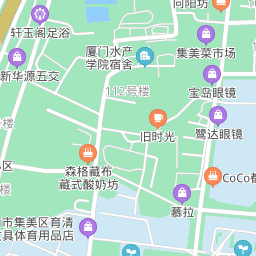 向阳坊
轩玉阁足浴
厦门水产
学院宿舍
集美菜市场
新华源五交
112号楼
宝岛眼镜
号楼
旧时光
鹭达眼镜
区
森格藏布
藏式酸奶坊
CoCo都
慕拉
市集美区育清
文具体育用品店